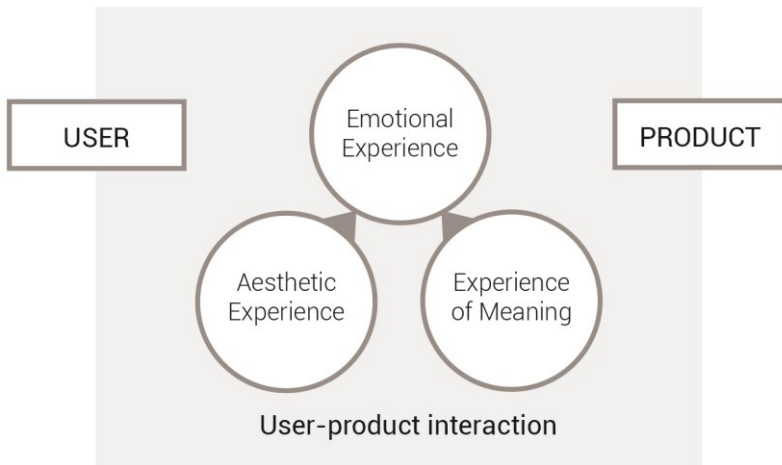 Emotional
Experience
USER
PRODUCT
Aesthetic
Experience
Experience
of Meaning
User-product interaction